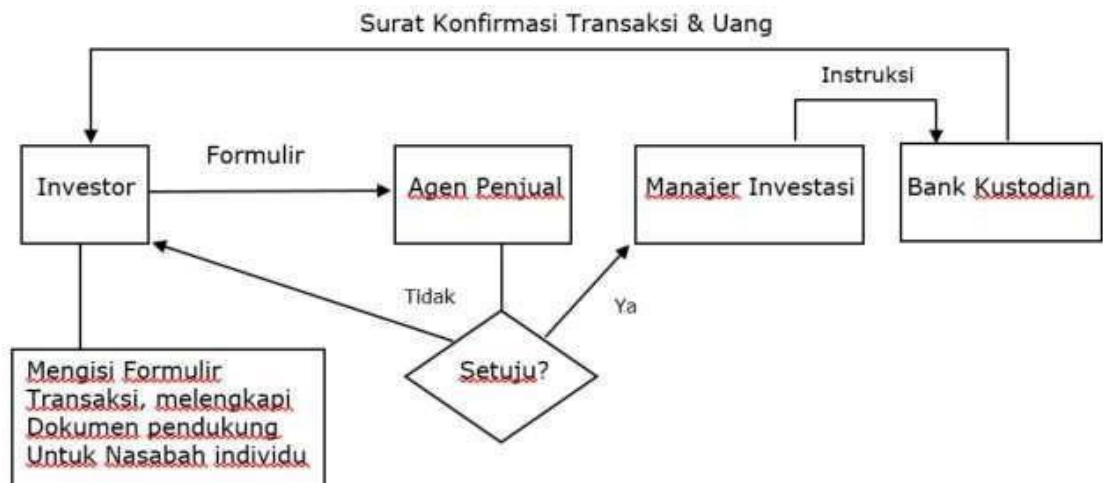 Surat Konfirmasi Transaksi & Uang
Instruksi
Formulir
Investor
Agen Penjual
Manajer Investasi
Bank Kustodian
Tidak
Ya
Setuju?
Mengisi Formulir
Transaksi, melengkapi
Dokumen pendukung
Untuk Nasabah individu